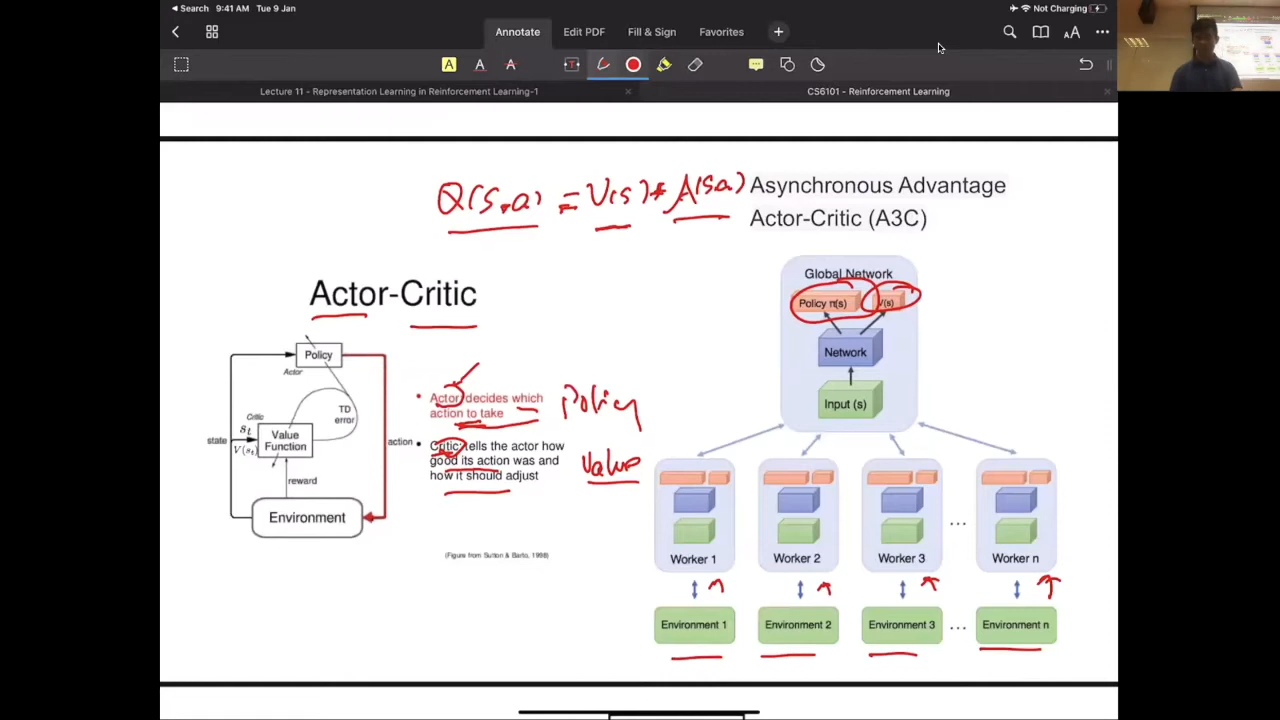 Search 9:41 AM Tue 9 Jan
Not Charging
Annotate Edit PDF Fill & Sign Favorites
Lecture 11 - Representation Learning in Reinforcement Learning-1
CS6101 - Reinforcement Learning
Q(s,a) = V(s) + A(s,a)
Asynchronous Advantage
Actor-Critic (A3C)
Actor-Critic
Policy
Actor
TD
error
Critic
st
V(st)
Value
Function
state
action
reward
Environment
• Actor decides which
action to take
Policy
• Critic tells the actor how
good its action was and
how it should adjust
Value
(Figure from Sutton & Barto, 1998)
Global Network
Policy π(s)
V(s)
Network
Input (s)
Worker 1
Worker 2
Worker 3
...
Worker n
Environment 1
Environment 2
Environment 3
...
Environment n